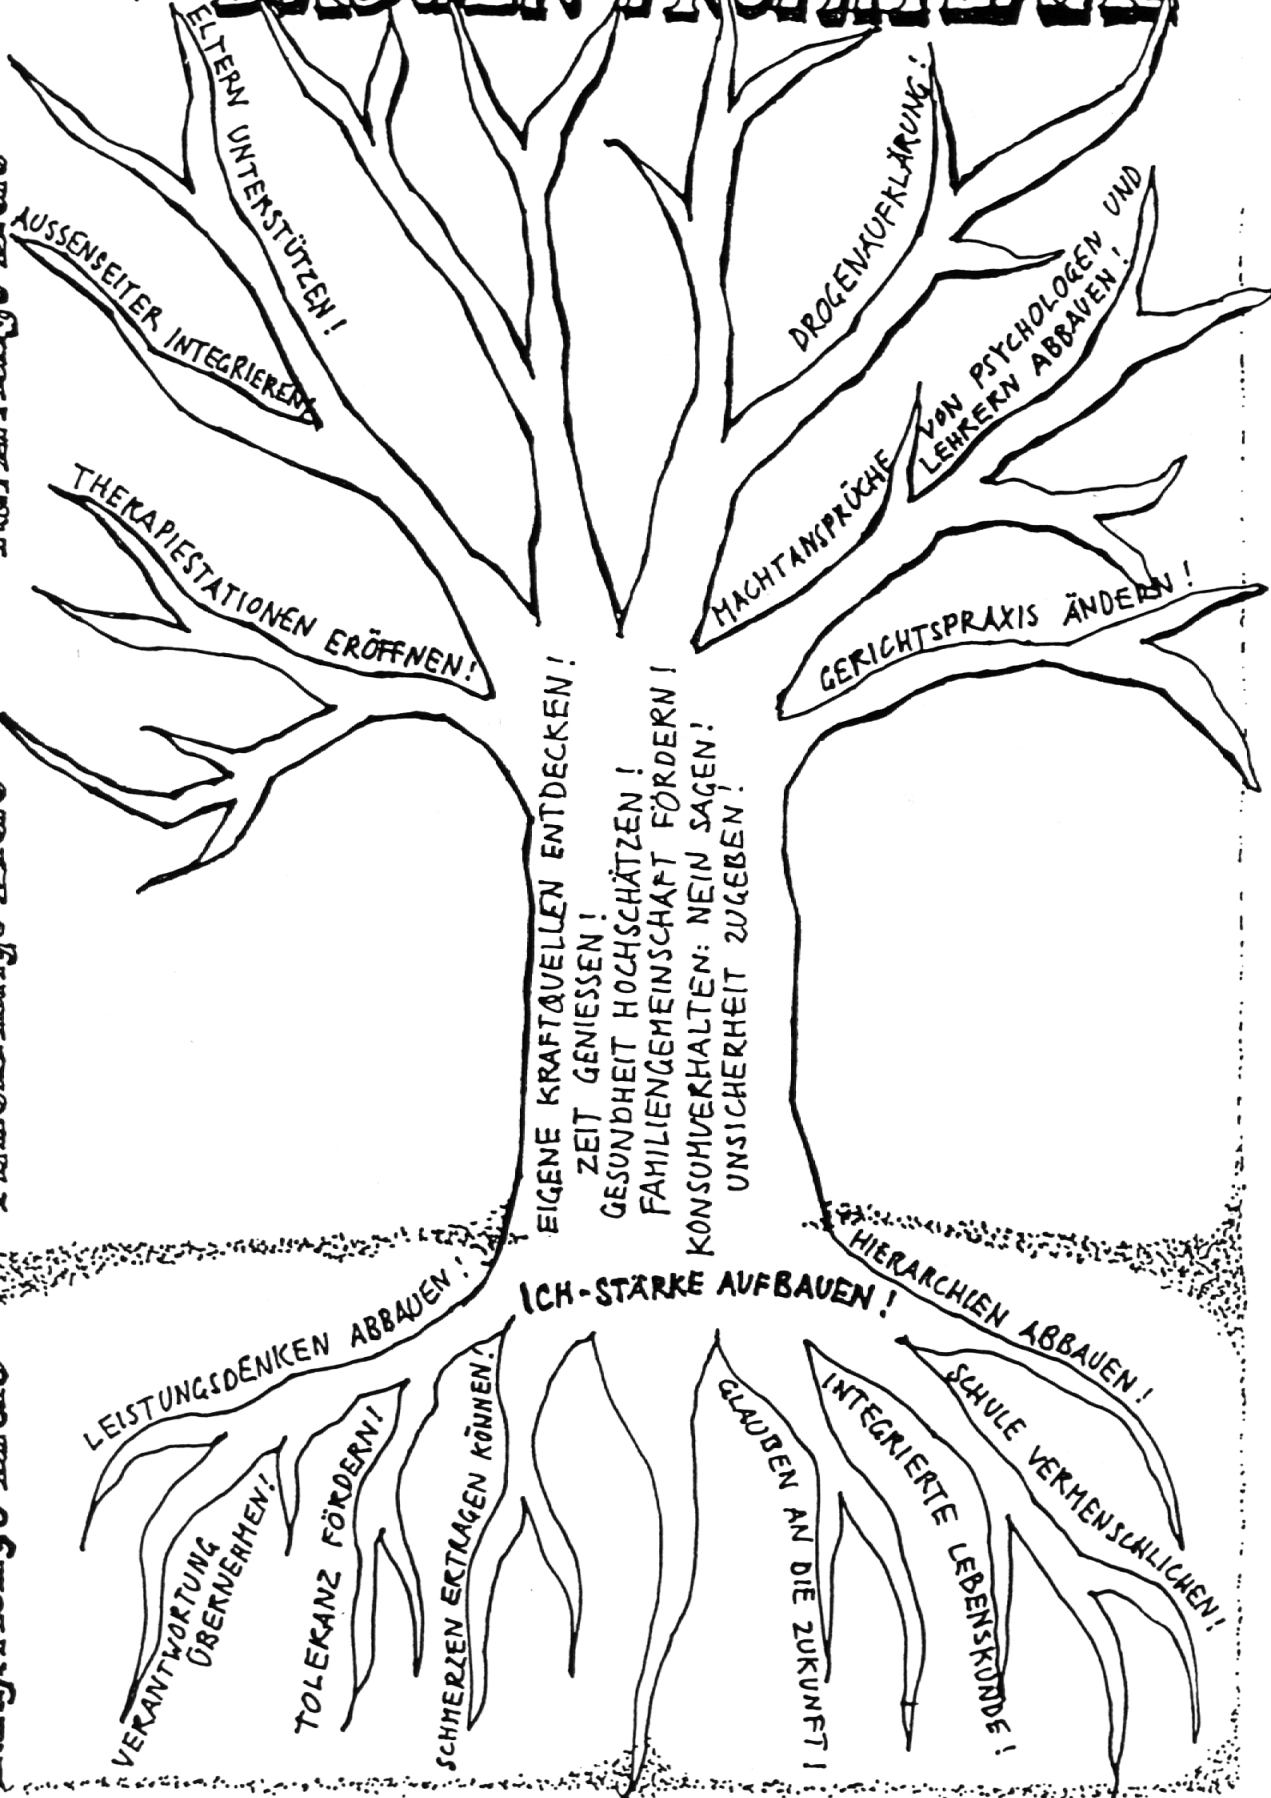 ELTERN UNTERSTÜTZEN!
AUSSENSEITER INTEGRIEREN!
THERAPIESTATIONEN ERÖFFNEN!
DROGENAUFKLÄRUNG!
MACHTANSPRÜCHE VON PSYCHOLOGEN UND
LEHRERN ABBAUEN!
GERICHTSPRAXIS ÄNDERN!
EIGENE KRAFTQUELLEN ENTDECKEN!
ZEIT GENIESSEN!
GESUNDHEIT HOCHSCHÄTZEN!
FAMILIENGEMEINSCHAFT FÖRDERN!
KONSUMVERHALTEN: NEIN SAGEN!
UNSICHERHEIT ZUGEBEN!
ICH-STÄRKE AUFBAUEN!
LEISTUNGSDENKEN ABBAUEN!
VERANTWORTUNG
ÜBERNEHMEN!
TOLERANZ FÖRDERN!
SCHMERZEN ERTRAGEN KÖNNEN!
GLAUBEN AN DIE ZUKUNFT!
INTEGRIERTE LEBENSKUNDE!
SCHULE VERMENSCHLICHEN!
HIERARCHIEN ABBAUEN!